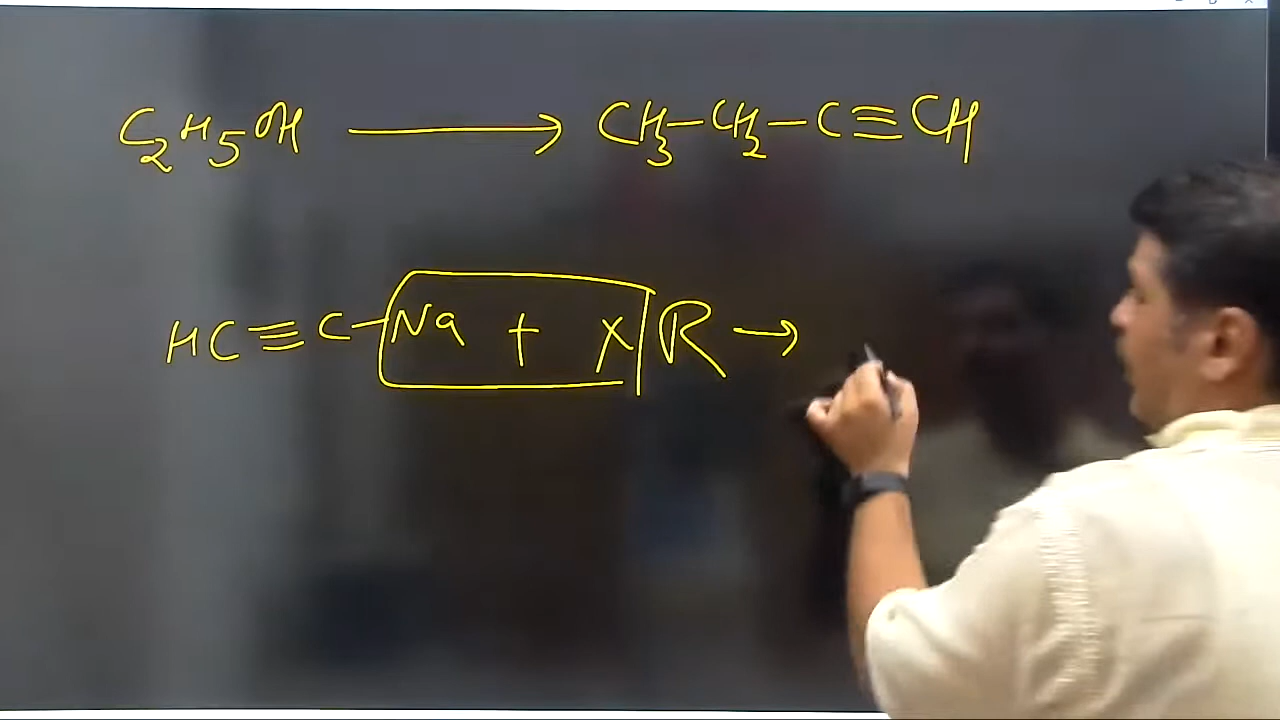 C₂H₅OH ⟶ CH₃–CH₂–C≡CH
HC≡C–Na + X R →